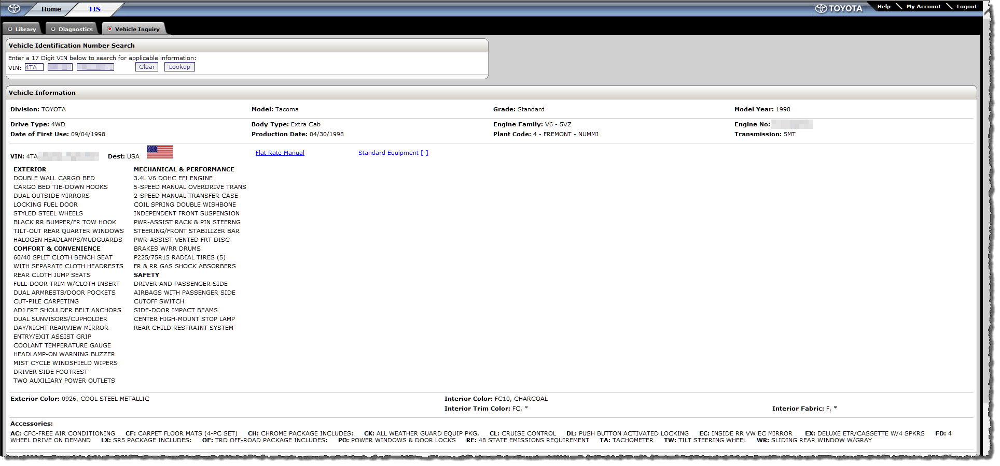 Home TIS TOYOTA Help My Account Logout
Library Diagnostics Vehicle Inquiry
Vehicle Identification Number Search
Enter a 17 Digit VIN below to search for applicable information:
VIN: 4TA Clear Lookup
Vehicle Information
Division: TOYOTA Model: Tacoma Grade: Standard Model Year: 1998
Drive Type: 4WD Body Type: Extra Cab Engine Family: V6 - 5VZ Engine No:
Date of First Use: 09/04/1998 Production Date: 04/30/1998 Plant Code: 4 - FREMONT - NUMMI Transmission: 5MT
VIN: 4TA Dest: USA Flat Rate Manual Standard Equipment [-]
EXTERIOR
DOUBLE WALL CARGO BED
CARGO BED TIE-DOWN HOOKS
DUAL OUTSIDE MIRRORS
LOCKING FUEL DOOR
STYLED STEEL WHEELS
BLACK RR BUMPER/FR TOW HOOK
TILT-OUT REAR QUARTER WINDOWS
HALOGEN HEADLAMPS/MUDGUARDS
COMFORT & CONVENIENCE
60/40 SPLIT CLOTH BENCH SEAT
WITH SEPARATE CLOTH HEADRESTS
REAR CLOTH JUMP SEATS
FULL-DOOR TRIM W/CLOTH INSERT
DUAL ARMRESTS/DOOR POCKETS
CUT-PILE CARPETING
ADJ FRT SHOULDER BELT ANCHORS
DUAL SUNVISORS/CUPHOLDER
DAY/NIGHT REARVIEW MIRROR
ENTRY/EXIT ASSIST GRIP
COOLANT TEMPERATURE GAUGE
HEADLAMP-ON WARNING BUZZER
MIST CYCLE WINDSHIELD WIPERS
DRIVER SIDE FOOTREST
TWO AUXILIARY POWER OUTLETS
MECHANICAL & PERFORMANCE
3.4L V6 DOHC EFI ENGINE
5-SPEED MANUAL OVERDRIVE TRANS
2-SPEED MANUAL TRANSFER CASE
COIL SPRING DOUBLE WISHBONE
INDEPENDENT FRONT SUSPENSION
PWR-ASSIST RACK & PIN STEERNG
STEERING/FRONT STABILIZER BAR
PWR-ASSIST VENTED FRT DISC
BRAKES W/RR DRUMS
P225/75R15 RADIAL TIRES (5)
FR & RR GAS SHOCK ABSORBERS
SAFETY
DRIVER AND PASSENGER SIDE
AIRBAGS WITH PASSENGER SIDE
CUTOFF SWITCH
SIDE-DOOR IMPACT BEAMS
CENTER HIGH-MOUNT STOP LAMP
REAR CHILD RESTRAINT SYSTEM
Exterior Color: 0926, COOL STEEL METALLIC Interior Color: FC10, CHARCOAL
Interior Trim Color: FC, * Interior Fabric: F, *
Accessories:
AC: CFC-FREE AIR CONDITIONING CF: CARPET FLOOR MATS (4-PC SET) CH: CHROME PACKAGE INCLUDES: CK: ALL WEATHER GUARD EQUIP PKG. CL: CRUISE CONTROL DL: PUSH BUTTON ACTIVATED LOCKING EC: INSIDE RR VW EC MIRROR EX: DELUXE ETR/CASSETTE W/4 SPKRS FD: 4
WHEEL DRIVE ON DEMAND LX: SR5 PACKAGE INCLUDES: OF: TRD OFF-ROAD PACKAGE INCLUDES: PO: POWER WINDOWS & DOOR LOCKS RE: 48 STATE EMISSIONS REQUIREMENT TA: TACHOMETER TW: TILT STEERING WHEEL WR: SLIDING REAR WINDOW W/GRAY